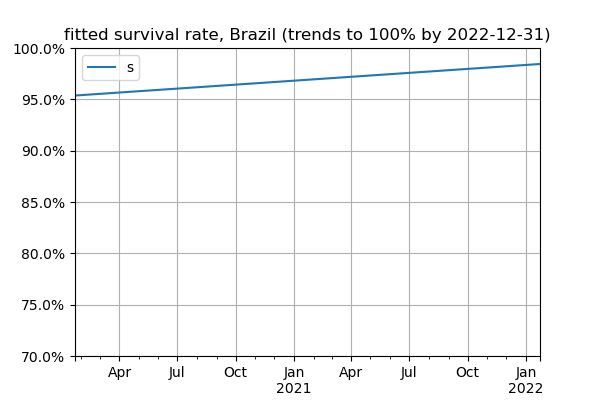 fitted survival rate, Brazil (trends to 100% by 2022-12-31)
100.0%
s
95.0%
90.0%
85.0%
80.0%
75.0%
70.0%
Apr Jul Oct Jan Apr Jul Oct Jan
2021 2022